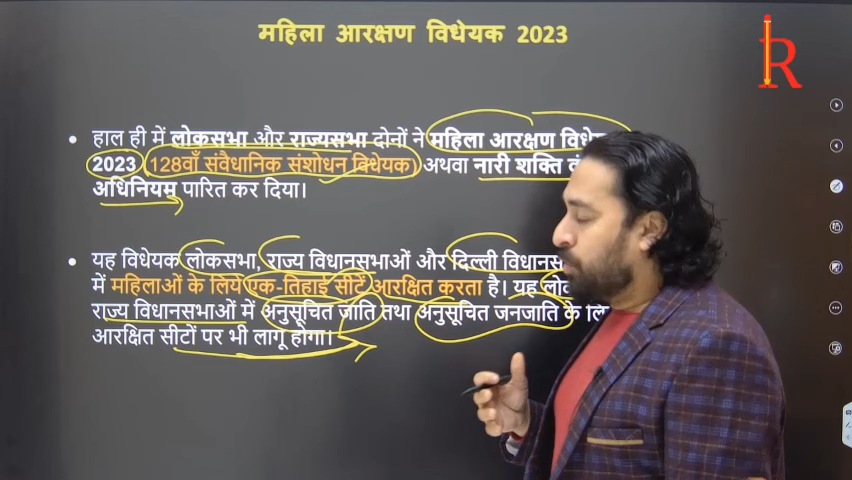 महिला आरक्षण विधेयक 2023
R
हाल ही में लोकसभा और राज्यसभा दोनों ने महिला आरक्षण
2023 (128वाँ संवैधानिक संशोधन विधेयक) अथवा नारी शक्ति
अधिनियम पारित कर दिया।
यह विधेयक लोकसभा, राज्य विधानसभाओं और दिल्ली
में महिलाओं के लिये एक-तिहाई सीटें आरक्षित करता है। यह
राज्य विधानसभाओं में अनुसूचित जाति तथा अनुसूचित जनजाति के
आरक्षित सीटों पर भी लागू होगा।